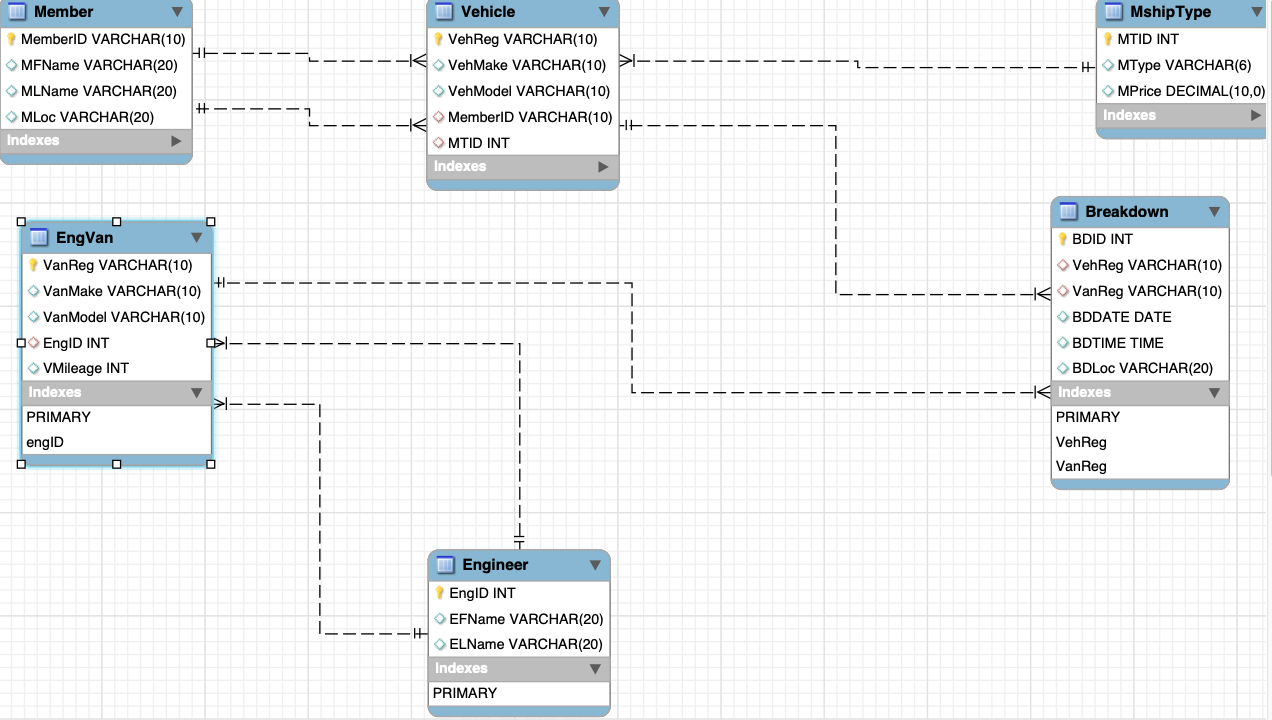 Member
MemberID VARCHAR(10)
MFName VARCHAR(20)
MLName VARCHAR(20)
MLoc VARCHAR(20)
Indexes
Vehicle
VehReg VARCHAR(10)
VehMake VARCHAR(10)
VehModel VARCHAR(10)
MemberID VARCHAR(10)
MTID INT
Indexes
MshipType
MTID INT
MType VARCHAR(6)
MPrice DECIMAL(10,0)
Indexes
EngVan
VanReg VARCHAR(10)
VanMake VARCHAR(10)
VanModel VARCHAR(10)
EngID INT
VMileage INT
Indexes
PRIMARY
engID
Breakdown
BDID INT
VehReg VARCHAR(10)
VanReg VARCHAR(10)
BDDATE DATE
BDTIME TIME
BDLoc VARCHAR(20)
Indexes
PRIMARY
VehReg
VanReg
Engineer
EngID INT
EFName VARCHAR(20)
ELName VARCHAR(20)
Indexes
PRIMARY